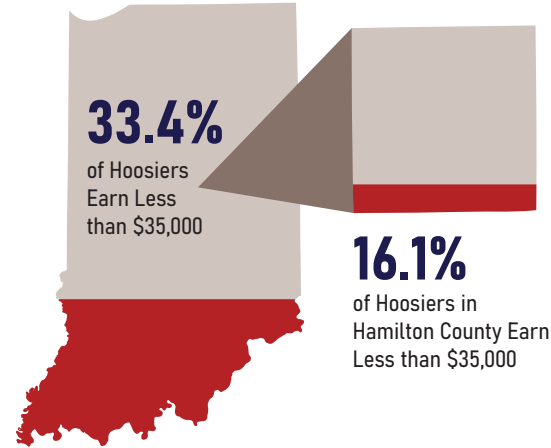 33.4%
of Hoosiers
Earn Less
than $35,000
16.1%
of Hoosiers in
Hamilton County Earn
Less than $35,000